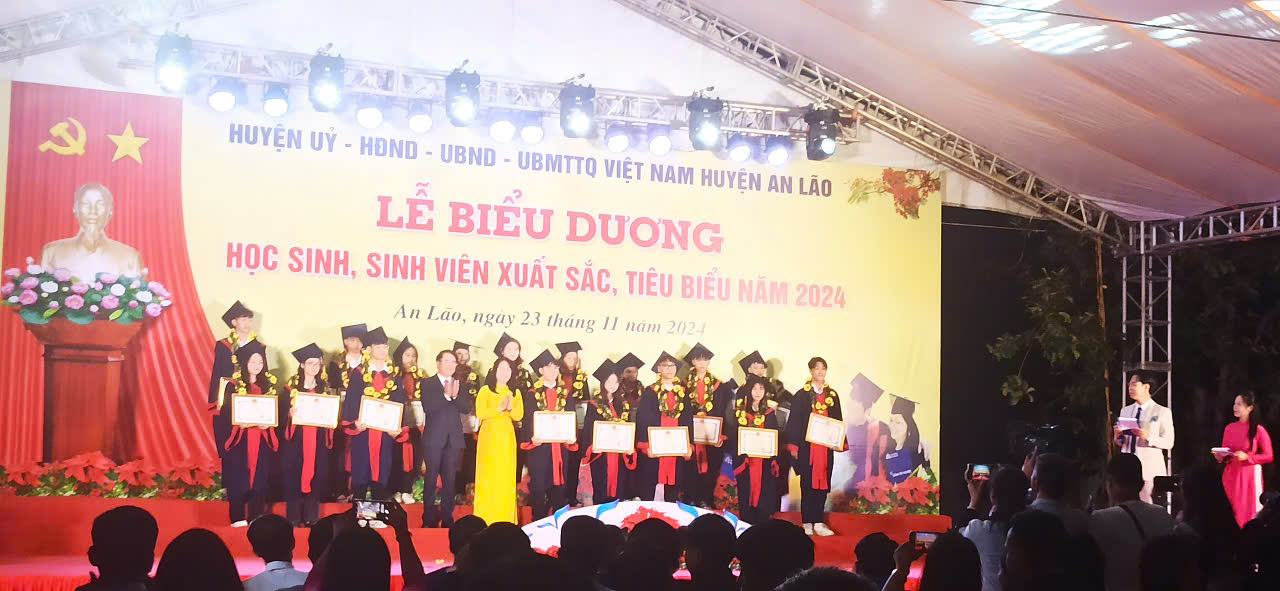 HUYỆN UỶ - HĐND - UBND - UBMTTQ VIỆT NAM HUYỆN AN LÃO
LỄ BIỂU DƯƠNG
HỌC SINH, SINH VIÊN XUẤT SẮC, TIÊU BIỂU NĂM 2024
An Lão, ngày 23 tháng 11 năm 2024